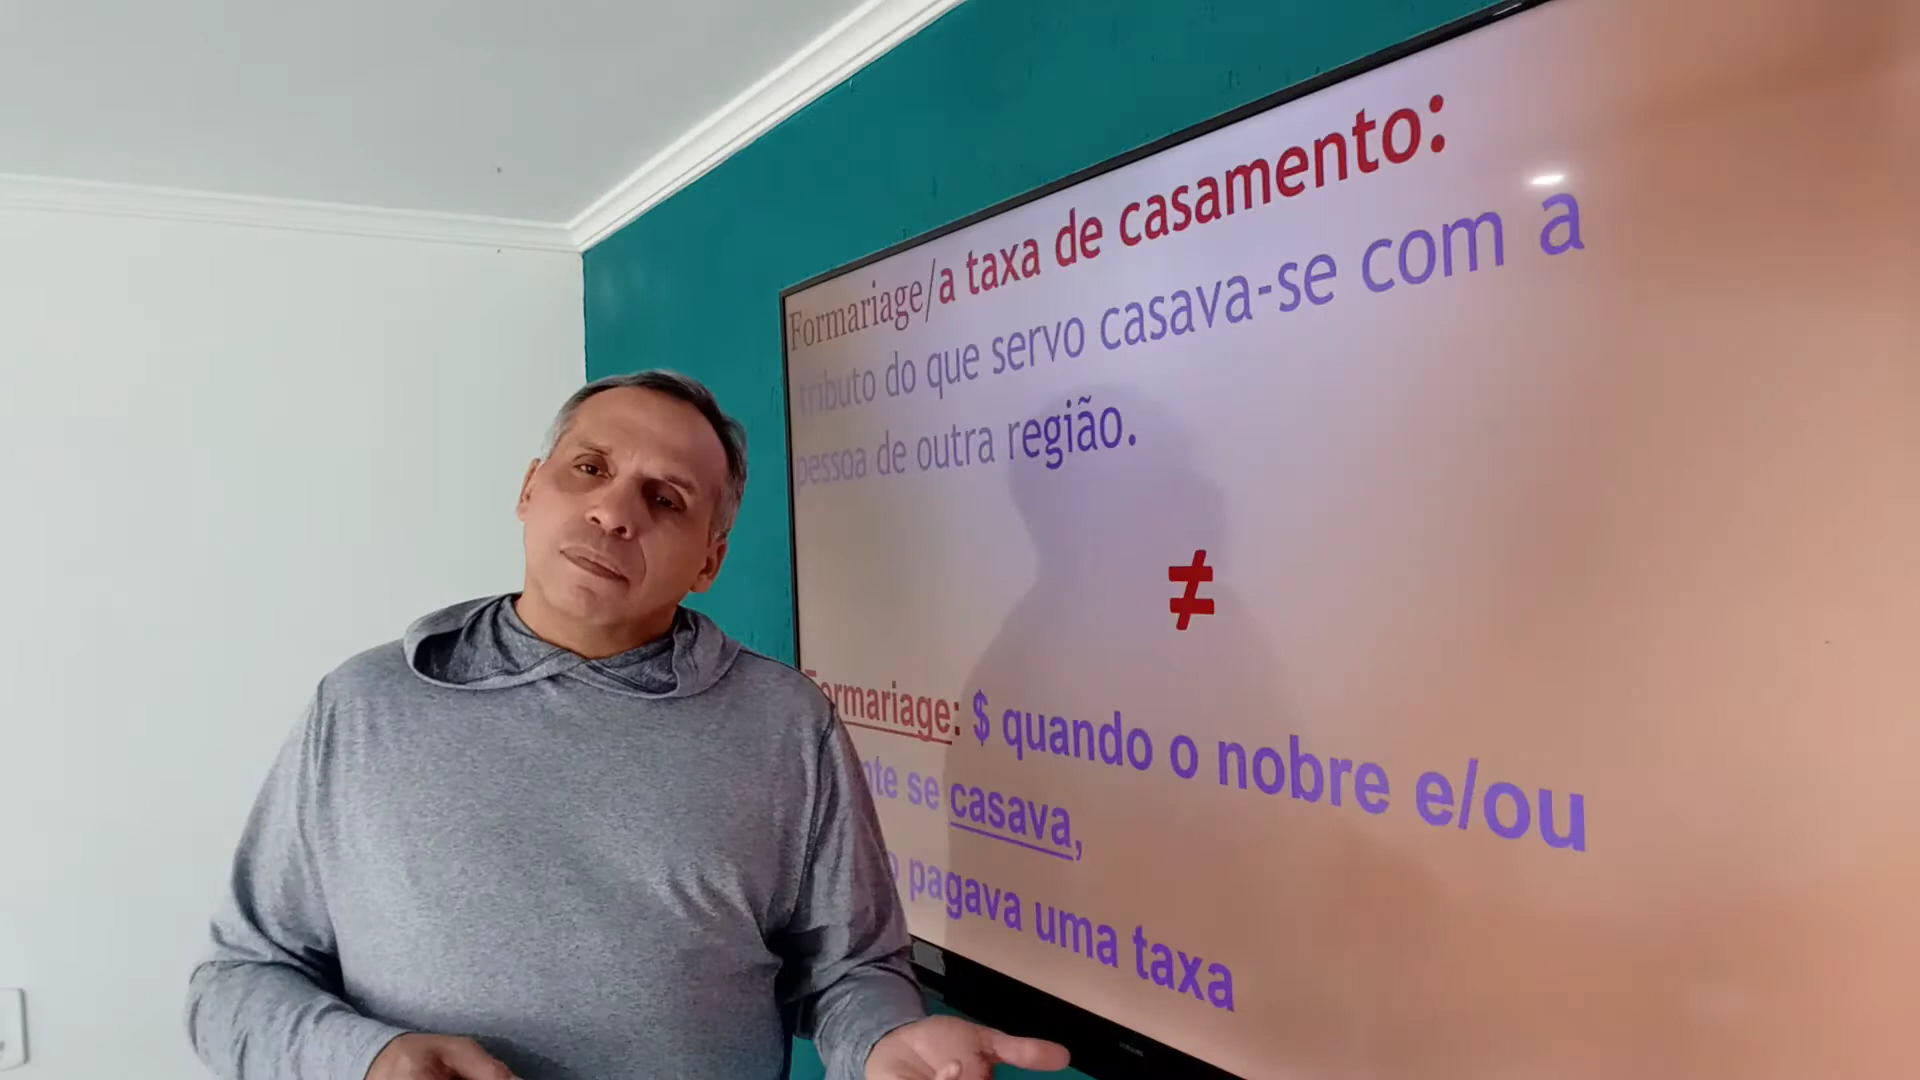 Formariage/a taxa de casamento:
tributo do que servo casava-se com a
pessoa de outra região.
≠
Formariage: $ quando o nobre e/ou
se casava,
pagava uma taxa